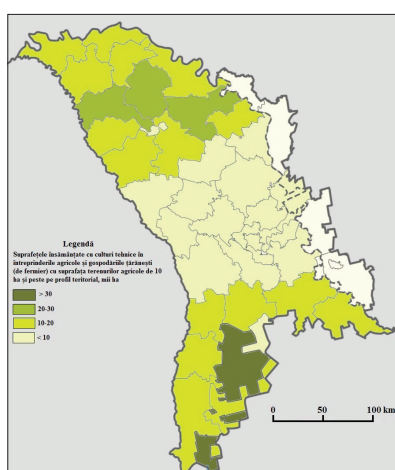 Legendă
Suprafețele însămînțate cu culturi tehnice în
întreprinderile agricole și gospodăriile țărănești
(de fermier) cu suprafața terenurilor agricole de 10
ha și peste pe profil teritorial, mii ha
> 30
20-30
10-20
< 10
0 50 100 km